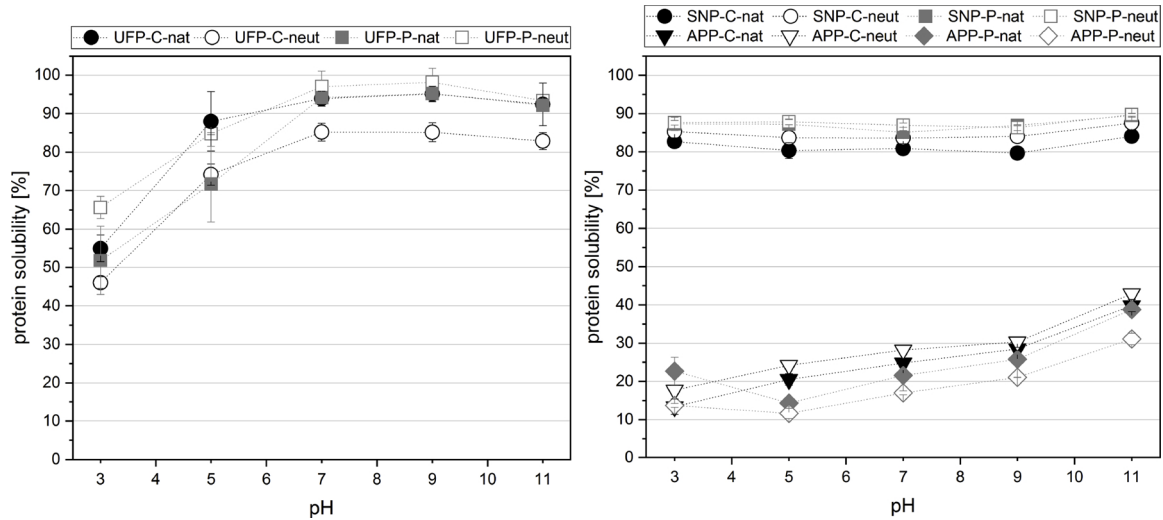 UFP-C-nat UFP-C-neut UFP-P-nat UFP-P-neut
protein solubility [%]
100
90
80
70
60
50
40
30
20
10
0
3 4 5 6 7 8 9 10 11
pH
SNP-C-nat SNP-C-neut SNP-P-nat SNP-P-neut
APP-C-nat APP-C-neut APP-P-nat APP-P-neut
protein solubility [%]
100
90
80
70
60
50
40
30
20
10
0
3 4 5 6 7 8 9 10 11
pH